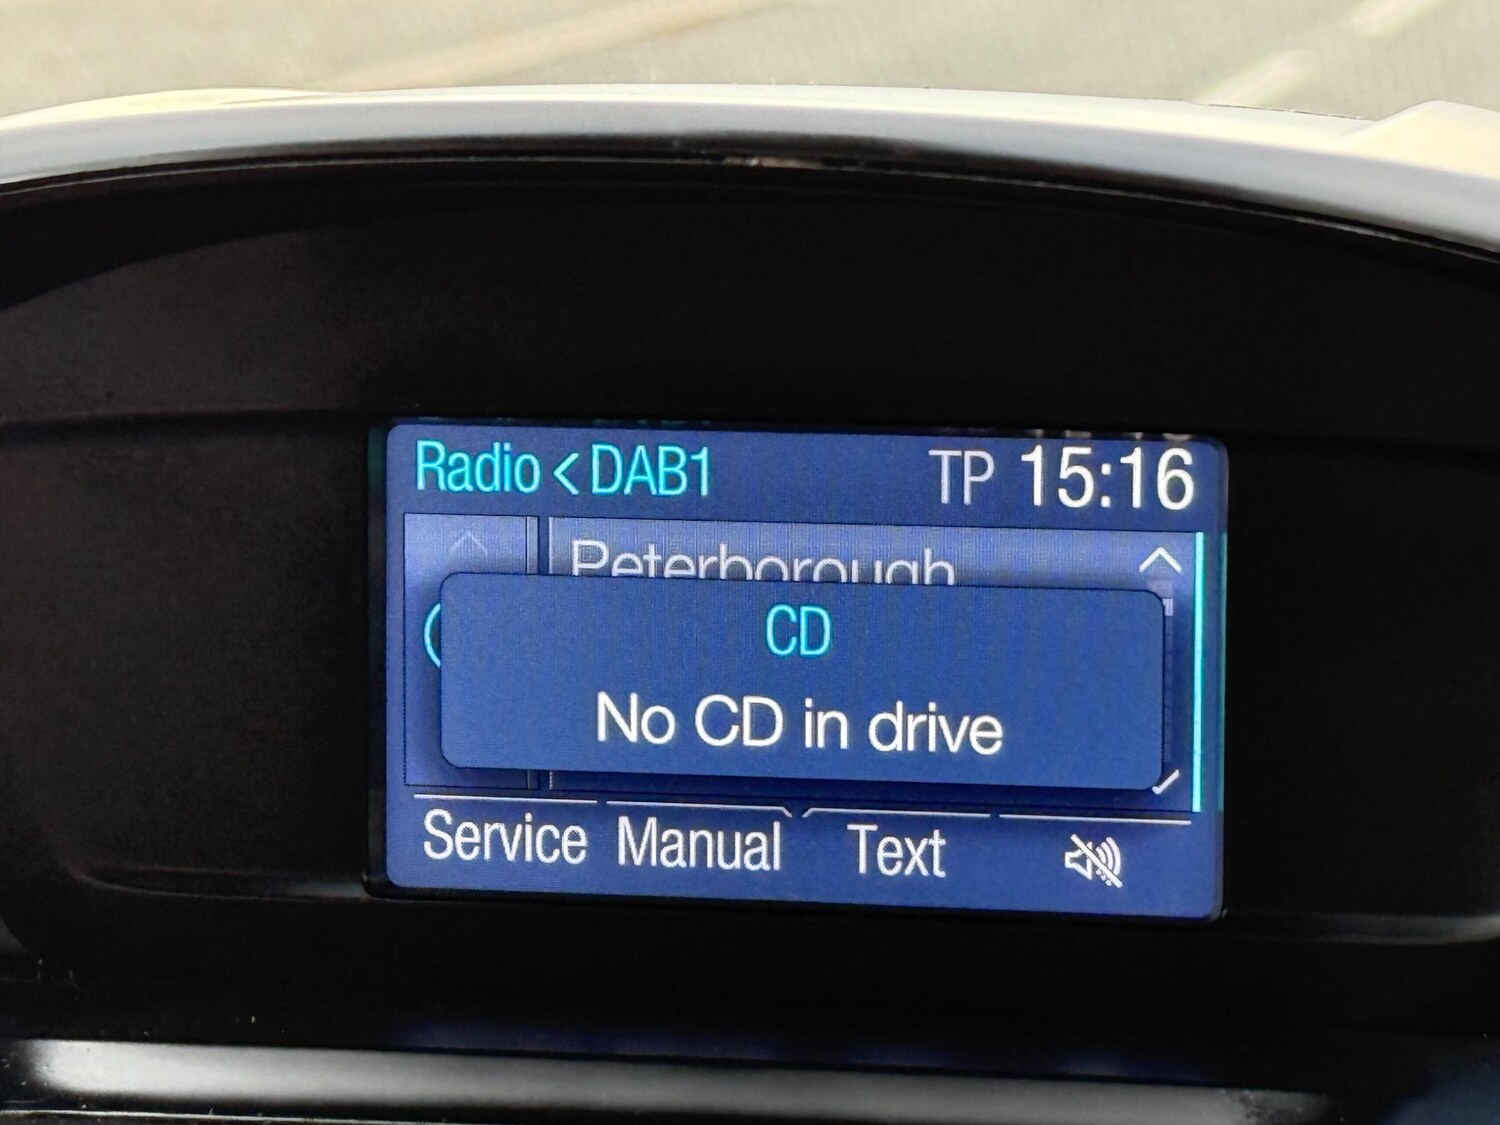 Radio < DAB1 TP 15:16
Peterborough
CD
No CD in drive
Service Manual Text